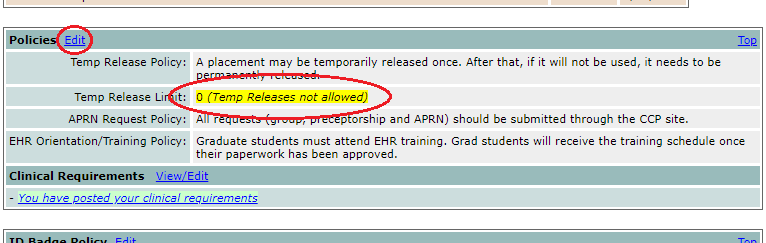 Policies Edit Top
Temp Release Policy: A placement may be temporarily released once. After that, if it will not be used, it needs to be
permanently released.
Temp Release Limit: 0 (Temp Releases not allowed)
APRN Request Policy: All requests (group, preceptorship and APRN) should be submitted through the CCP site.
EHR Orientation/Training Policy: Graduate students must attend EHR training. Grad students will receive the training schedule once
their paperwork has been approved.
Clinical Requirements View/Edit
- You have posted your clinical requirements
ID Badge Policy Edit Top